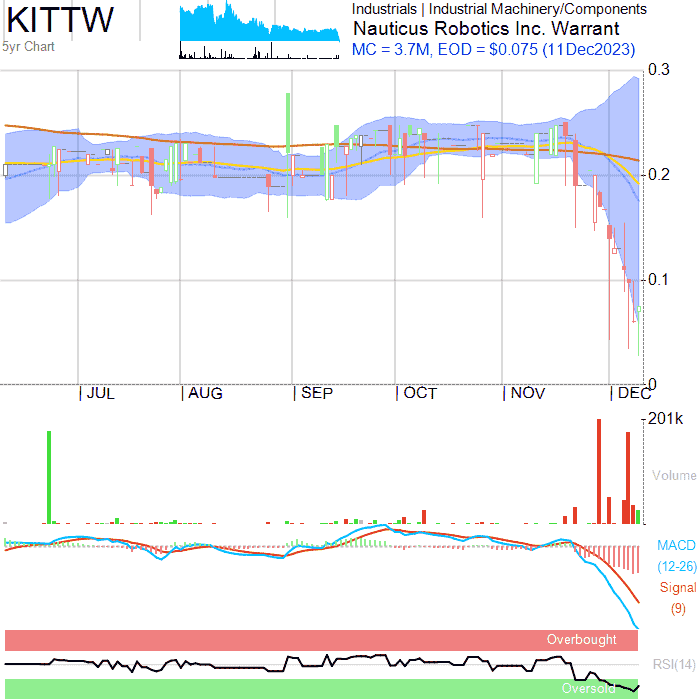 KITTW
5yr Chart
Industrials | Industrial Machinery/Components
Nauticus Robotics Inc. Warrant
MC = 3.7M, EOD = $0.075 (11Dec2023)
0.3
0.2
0.1
0
JUL AUG SEP OCT NOV DEC
201k
Volume
MACD
(12-26)
Signal
(9)
Overbought
RSI(14)
Oversold